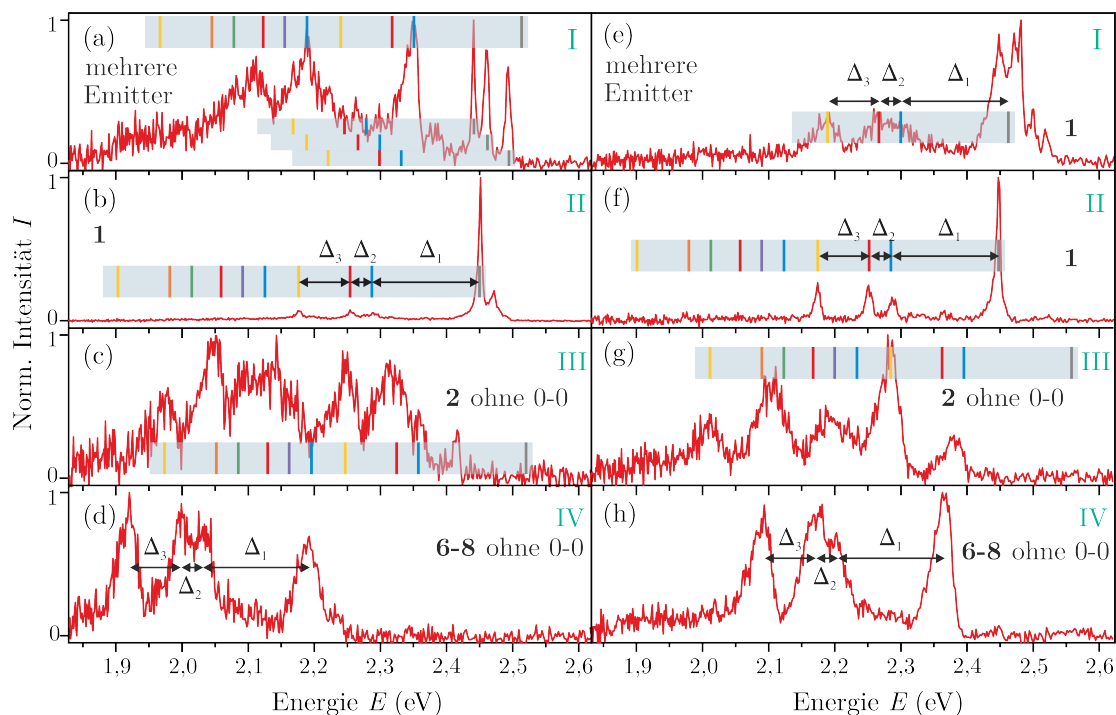 Norm. Intensität I
(a)
mehrere
Emitter
I
1
0
(b)
1
II
Δ3
Δ2
Δ1
1
0
(c)
III
2 ohne 0-0
1
0
(d)
IV
6-8 ohne 0-0
Δ3
Δ2
Δ1
1
0
1,9
2,0
2,1
2,2
2,3
2,4
2,5
2,6
Energie E (eV)
(e)
mehrere
Emitter
I
Δ3
Δ2
Δ1
1
(f)
II
Δ3
Δ2
Δ1
1
(g)
III
2 ohne 0-0
(h)
IV
6-8 ohne 0-0
Δ3
Δ2
Δ1
1,9
2,0
2,1
2,2
2,3
2,4
2,5
2,6
Energie E (eV)